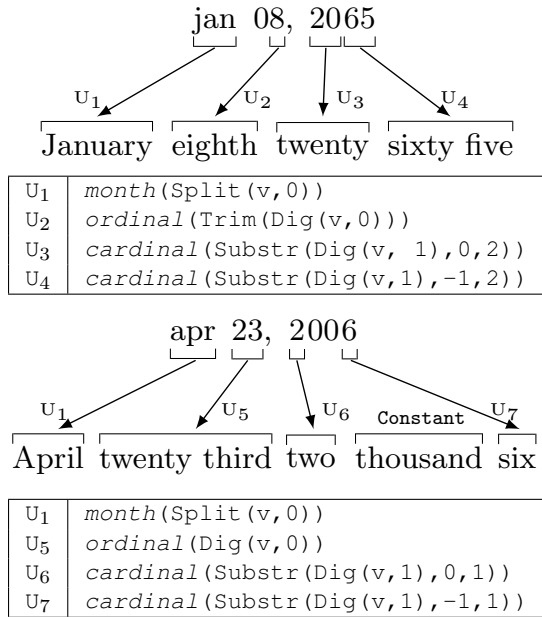 jan 08, 2065
U₁ U₂ U₃ U₄
January eighth twenty sixty five
U₁ month(Split(v,0))
U₂ ordinal(Trim(Dig(v,0)))
U₃ cardinal(Substr(Dig(v, 1),0,2))
U₄ cardinal(Substr(Dig(v,1),-1,2))
apr 23, 2006
U₁ U₅ U₆ Constant U₇
April twenty third two thousand six
U₁ month(Split(v,0))
U₅ ordinal(Dig(v,0))
U₆ cardinal(Substr(Dig(v,1),0,1))
U₇ cardinal(Substr(Dig(v,1),-1,1))